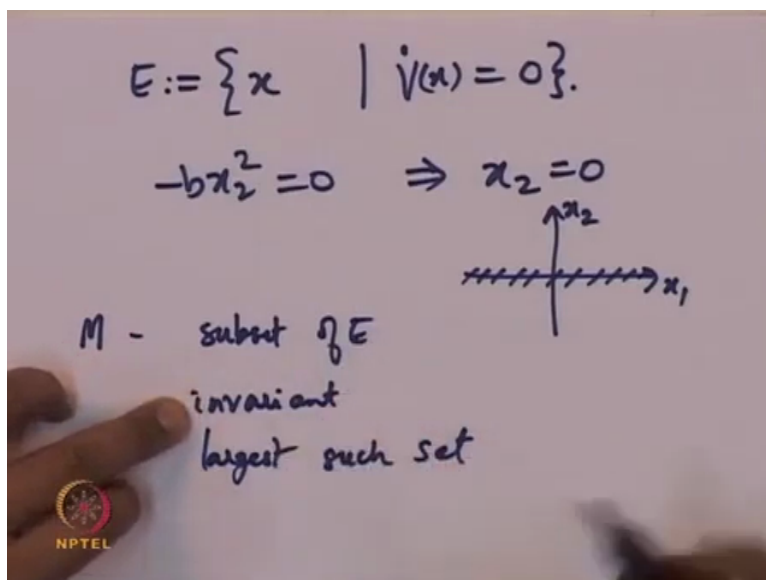 E := { x | V̇(x) = 0 }.
-bx₂² = 0 ⇒ x₂ = 0
x₂
x₁
M - subset of E
invariant
largest such set
NPTEL